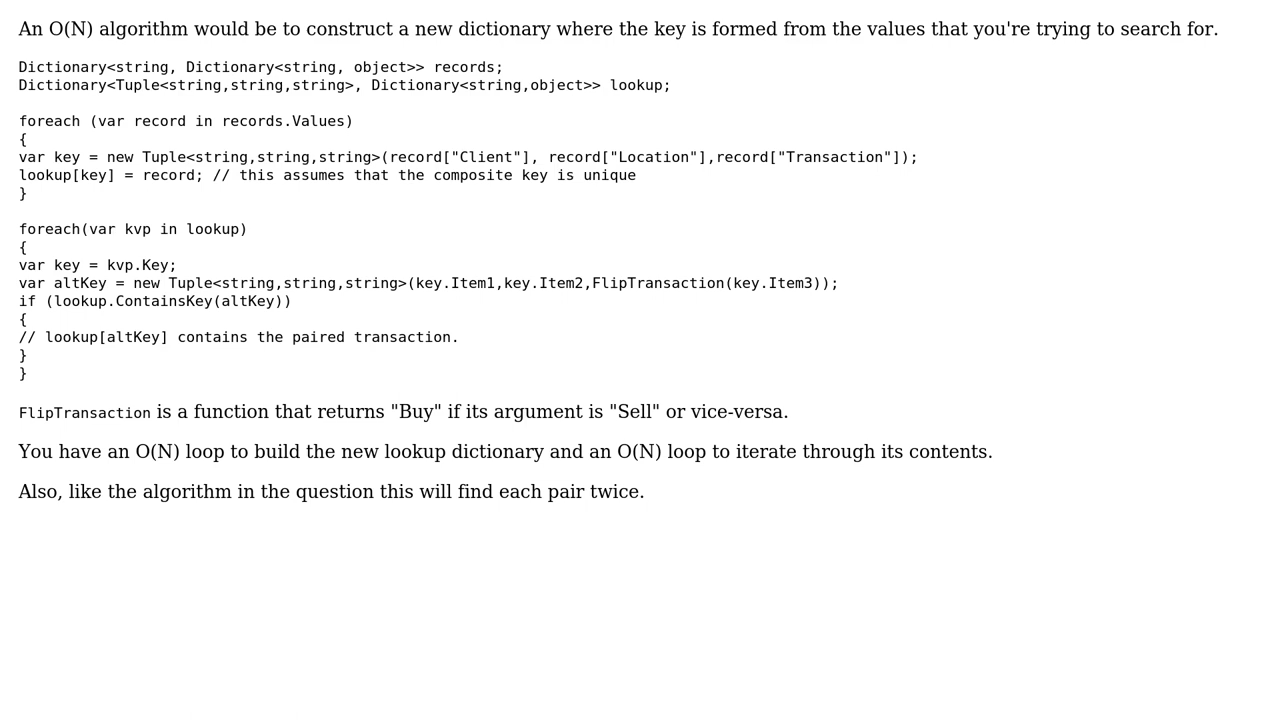 An O(N) algorithm would be to construct a new dictionary where the key is formed from the values that you're trying to search for.
Dictionary<string, Dictionary<string, object>> records;
Dictionary<Tuple<string,string,string>, Dictionary<string,object>> lookup;
foreach (var record in records.Values)
{
var key = new Tuple<string,string,string>(record["Client"], record["Location"],record["Transaction"]);
lookup[key] = record; // this assumes that the composite key is unique
}
foreach(var kvp in lookup)
{
var key = kvp.Key;
var altKey = new Tuple<string,string,string>(key.Item1,key.Item2,FlipTransaction(key.Item3));
if (lookup.ContainsKey(altKey))
{
// lookup[altKey] contains the paired transaction.
}
}
FlipTransaction is a function that returns "Buy" if its argument is "Sell" or vice-versa.
You have an O(N) loop to build the new lookup dictionary and an O(N) loop to iterate through its contents.
Also, like the algorithm in the question this will find each pair twice.